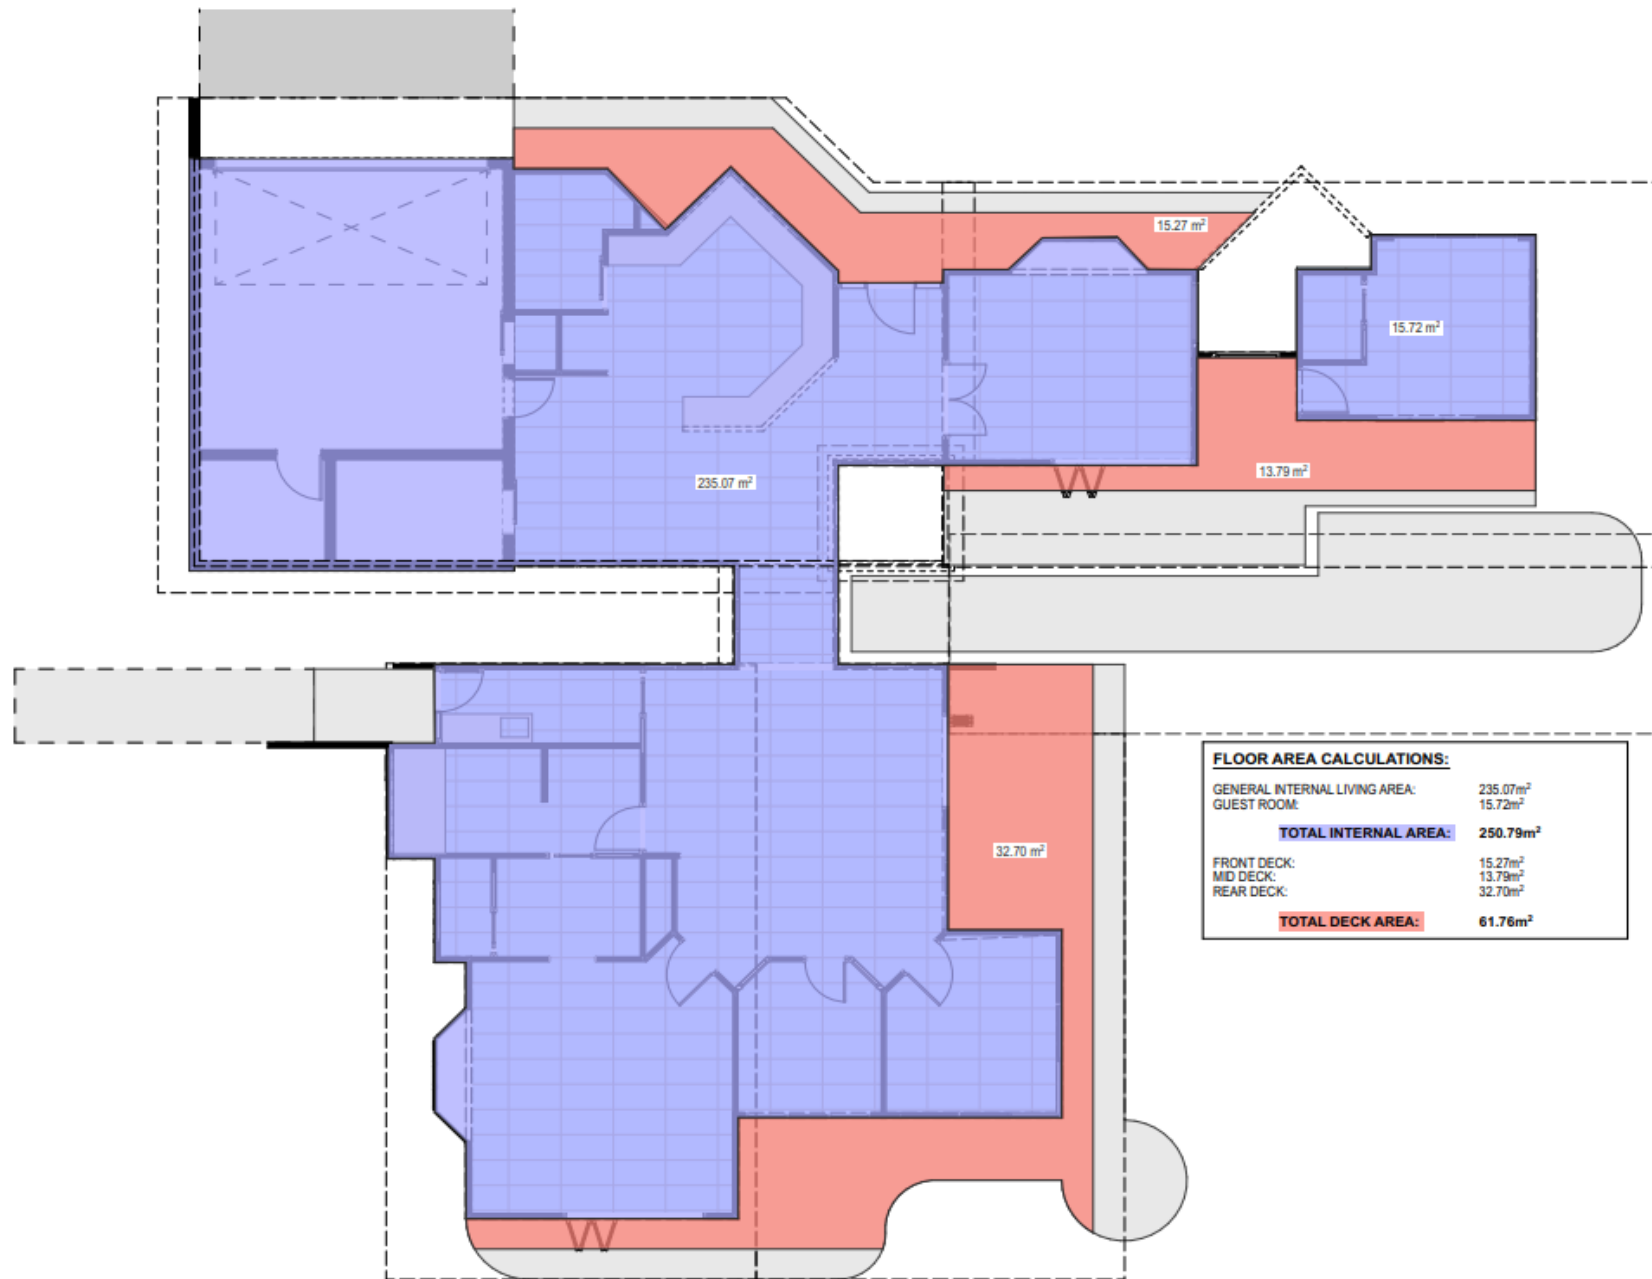 15.27 m²
15.72 m²
235.07 m²
13.79 m²
FLOOR AREA CALCULATIONS:
GENERAL INTERNAL LIVING AREA: 235.07m²
GUEST ROOM: 15.72m²
TOTAL INTERNAL AREA: 250.79m²
32.70 m²
FRONT DECK: 15.27m²
MID DECK: 13.79m²
REAR DECK: 32.70m²
TOTAL DECK AREA: 61.76m²